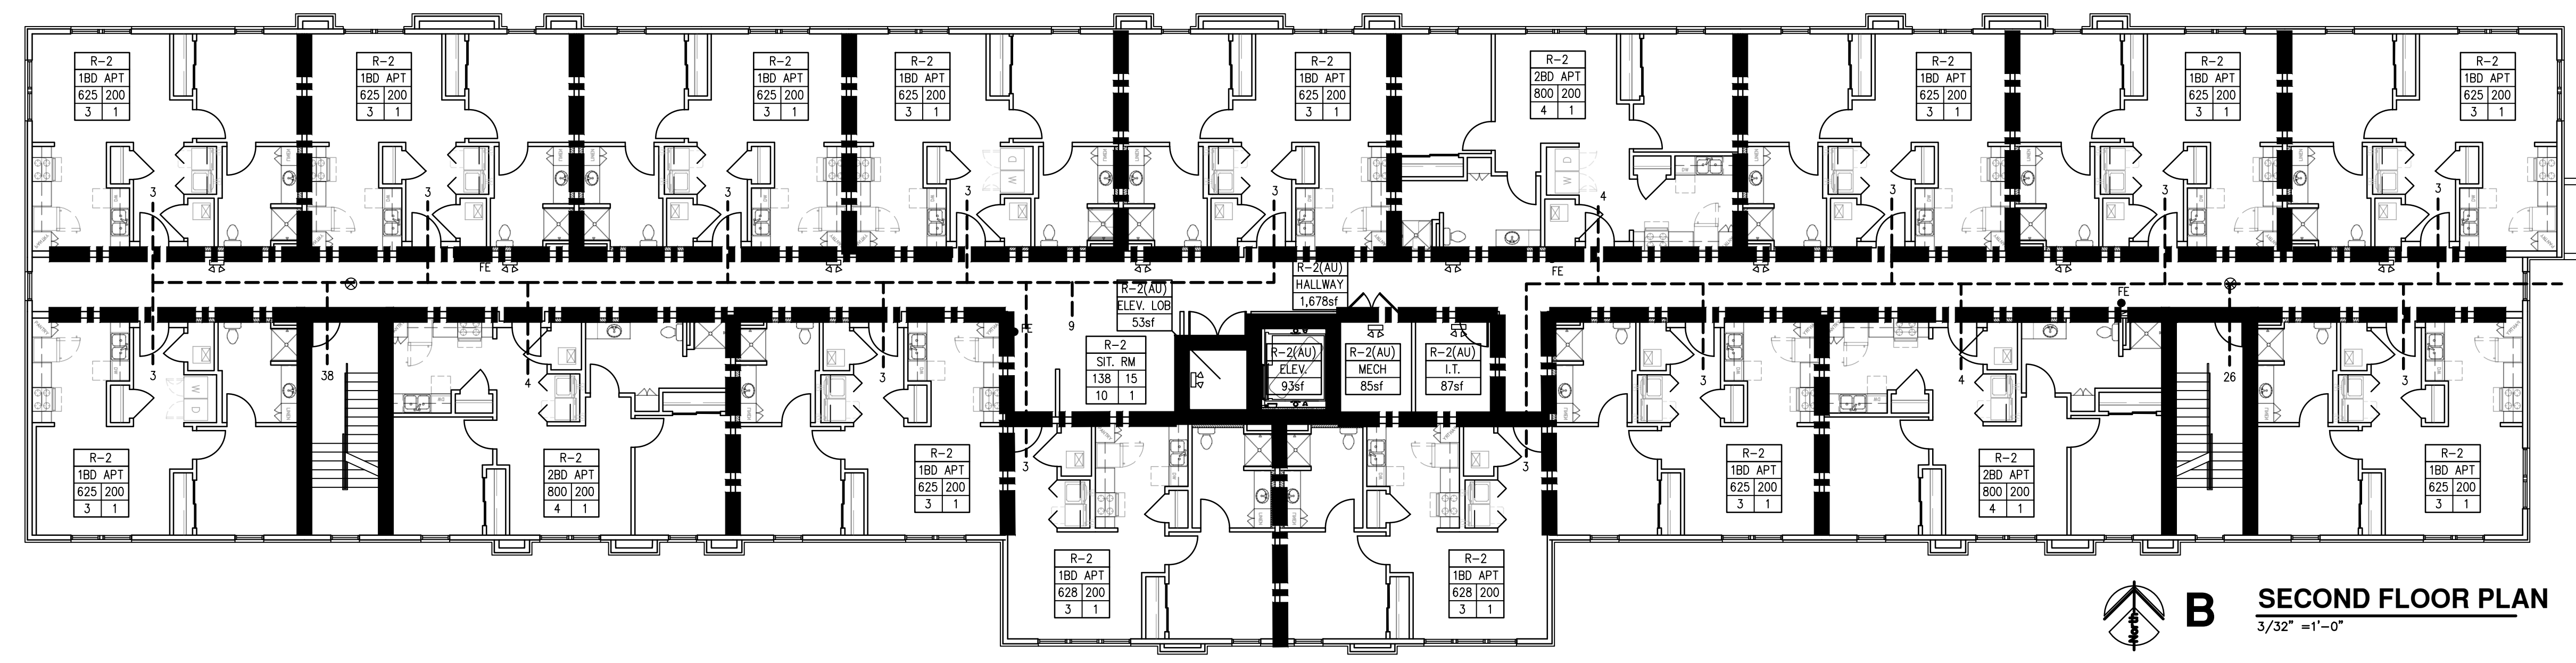 R-2
1BD APT
625 200
3 1
R-2
1BD APT
625 200
3 1
R-2
1BD APT
625 200
3 1
R-2
1BD APT
625 200
3 1
R-2
1BD APT
625 200
3 1
R-2
2BD APT
800 200
4 1
R-2
1BD APT
625 200
3 1
R-2
1BD APT
625 200
3 1
R-2
1BD APT
625 200
3 1
W D
W D
3 3 3 3 3 4 3 3 3
FE
FE
FE
FE
R-2(AU)
HALLWAY
1,678sf
R-2(AU)
ELEV. LOB
53sf
9
R-2
SIT. RM
138 15
10 1
R-2(AU)
ELEV.
93sf
R-2(AU)
MECH
85sf
R-2(AU)
I.T.
87sf
3 38 4 3 3 4 26 3
W D
3 3
R-2
1BD APT
625 200
3 1
R-2
2BD APT
800 200
4 1
R-2
1BD APT
625 200
3 1
R-2
1BD APT
625 200
3 1
R-2
2BD APT
800 200
4 1
R-2
1BD APT
625 200
3 1
R-2
1BD APT
628 200
3 1
R-2
1BD APT
628 200
3 1
North
B
SECOND FLOOR PLAN
3/32" =1'-0"